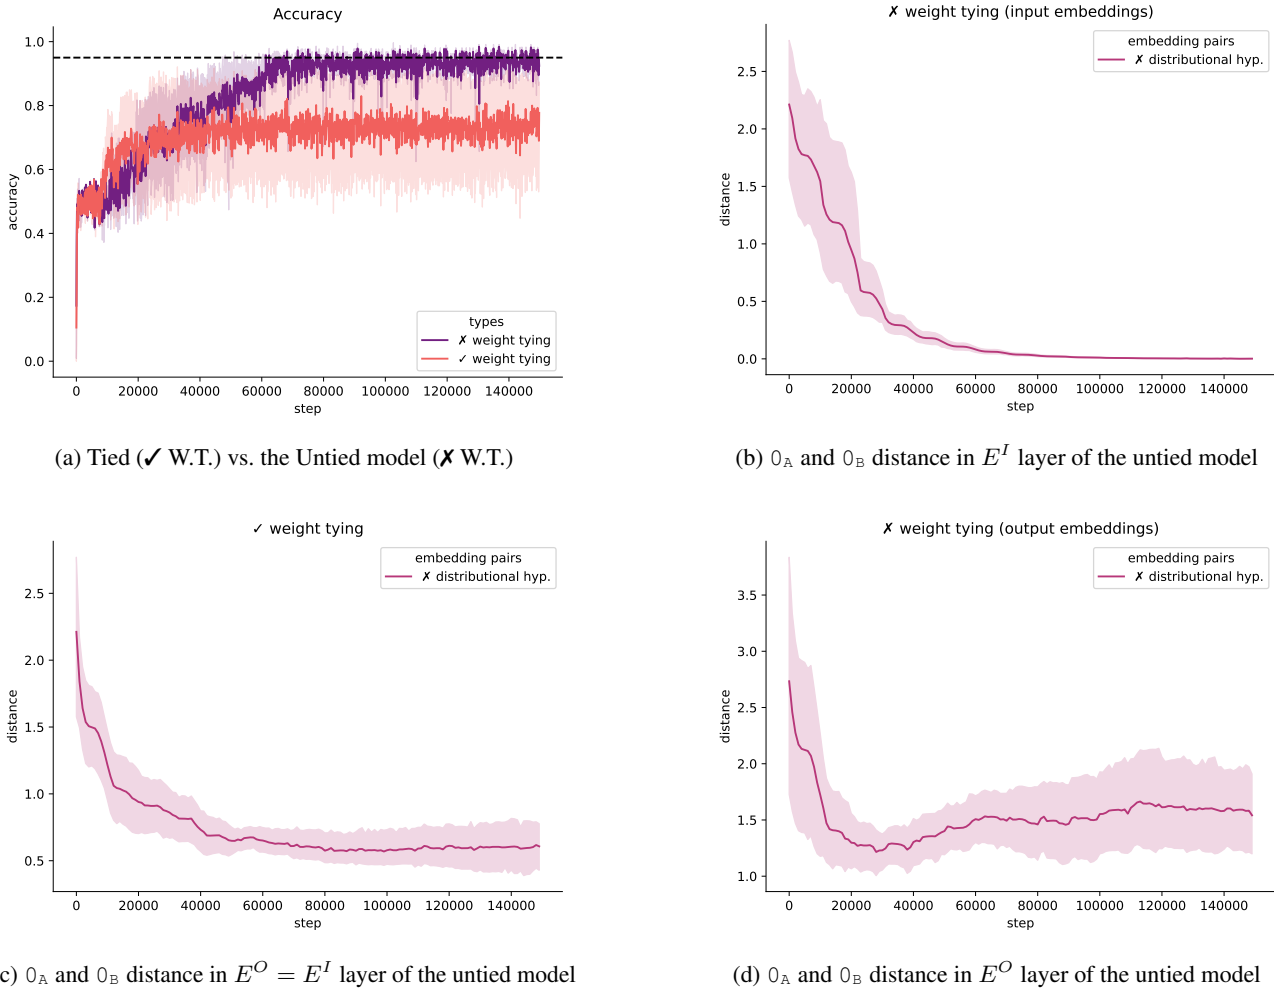 Accuracy
1.0
0.8
0.6
0.4
0.2
0.0
accuracy
types
✗ weight tying
✓ weight tying
0 20000 40000 60000 80000 100000 120000 140000
step
(a) Tied (✓ W.T.) vs. the Untied model (✗ W.T.)
✗ weight tying (input embeddings)
embedding pairs
✗ distributional hyp.
2.5
2.0
1.5
1.0
0.5
0.0
distance
0 20000 40000 60000 80000 100000 120000 140000
step
(b) 0_A and 0_B distance in E^I layer of the untied model
✓ weight tying
embedding pairs
✗ distributional hyp.
2.5
2.0
1.5
1.0
0.5
distance
0 20000 40000 60000 80000 100000 120000 140000
step
c) 0_A and 0_B distance in E^O = E^I layer of the untied model
✗ weight tying (output embeddings)
embedding pairs
✗ distributional hyp.
3.5
3.0
2.5
2.0
1.5
1.0
distance
0 20000 40000 60000 80000 100000 120000 140000
step
(d) 0_A and 0_B distance in E^O layer of the untied model